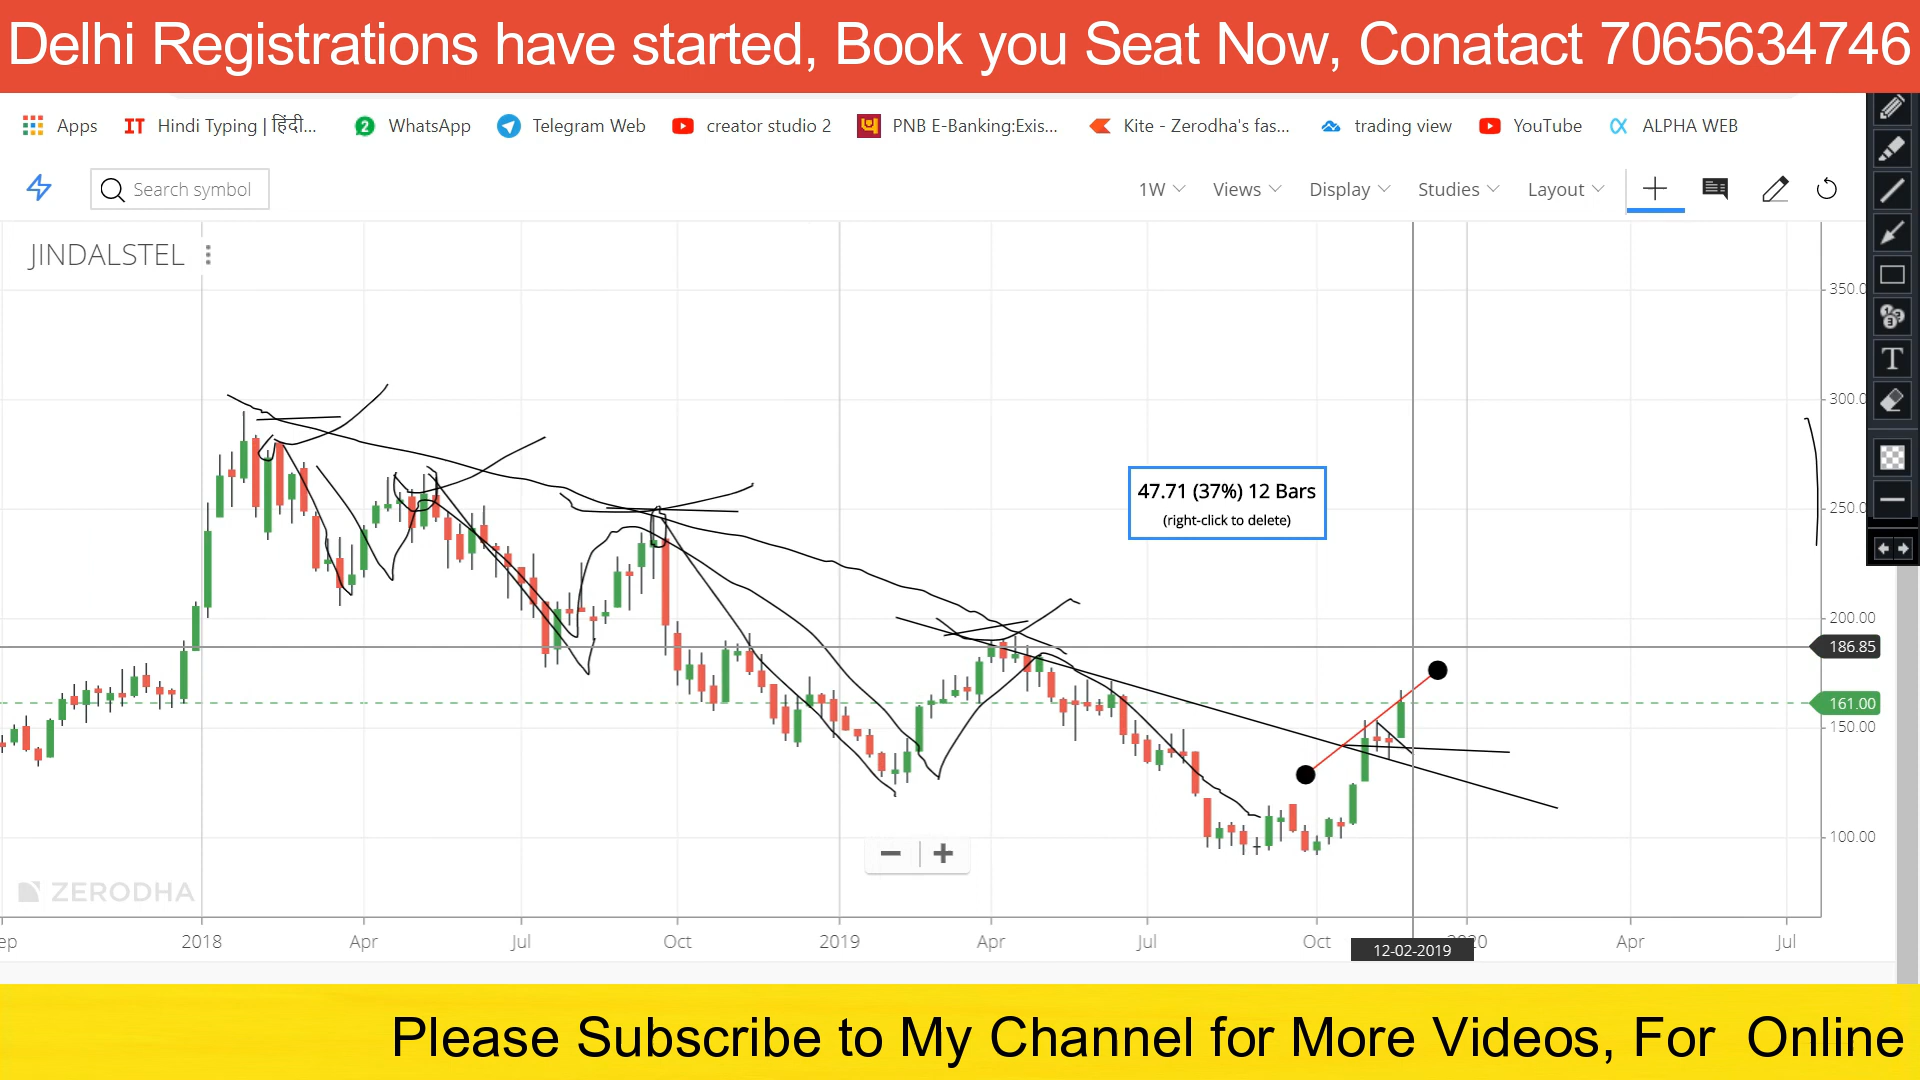 Delhi Registrations have started, Book you Seat Now, Conatact 7065634746
Apps IT Hindi Typing | हिंदी... 2 WhatsApp Telegram Web creator studio 2 PNB E-Banking:Exis... Kite - Zerodha's fas... trading view YouTube ALPHA WEB
Search symbol 1W Views Display Studies Layout
JINDALSTEL
350.0
300.0
47.71 (37%) 12 Bars
(right-click to delete)
250.0
200.00
186.85
161.00
150.00
100.00
ZERODHA
ep 2018 Apr Jul Oct 2019 Apr Jul Oct 20 Apr Jul
12-02-2019
Please Subscribe to My Channel for More Videos, For Online
T